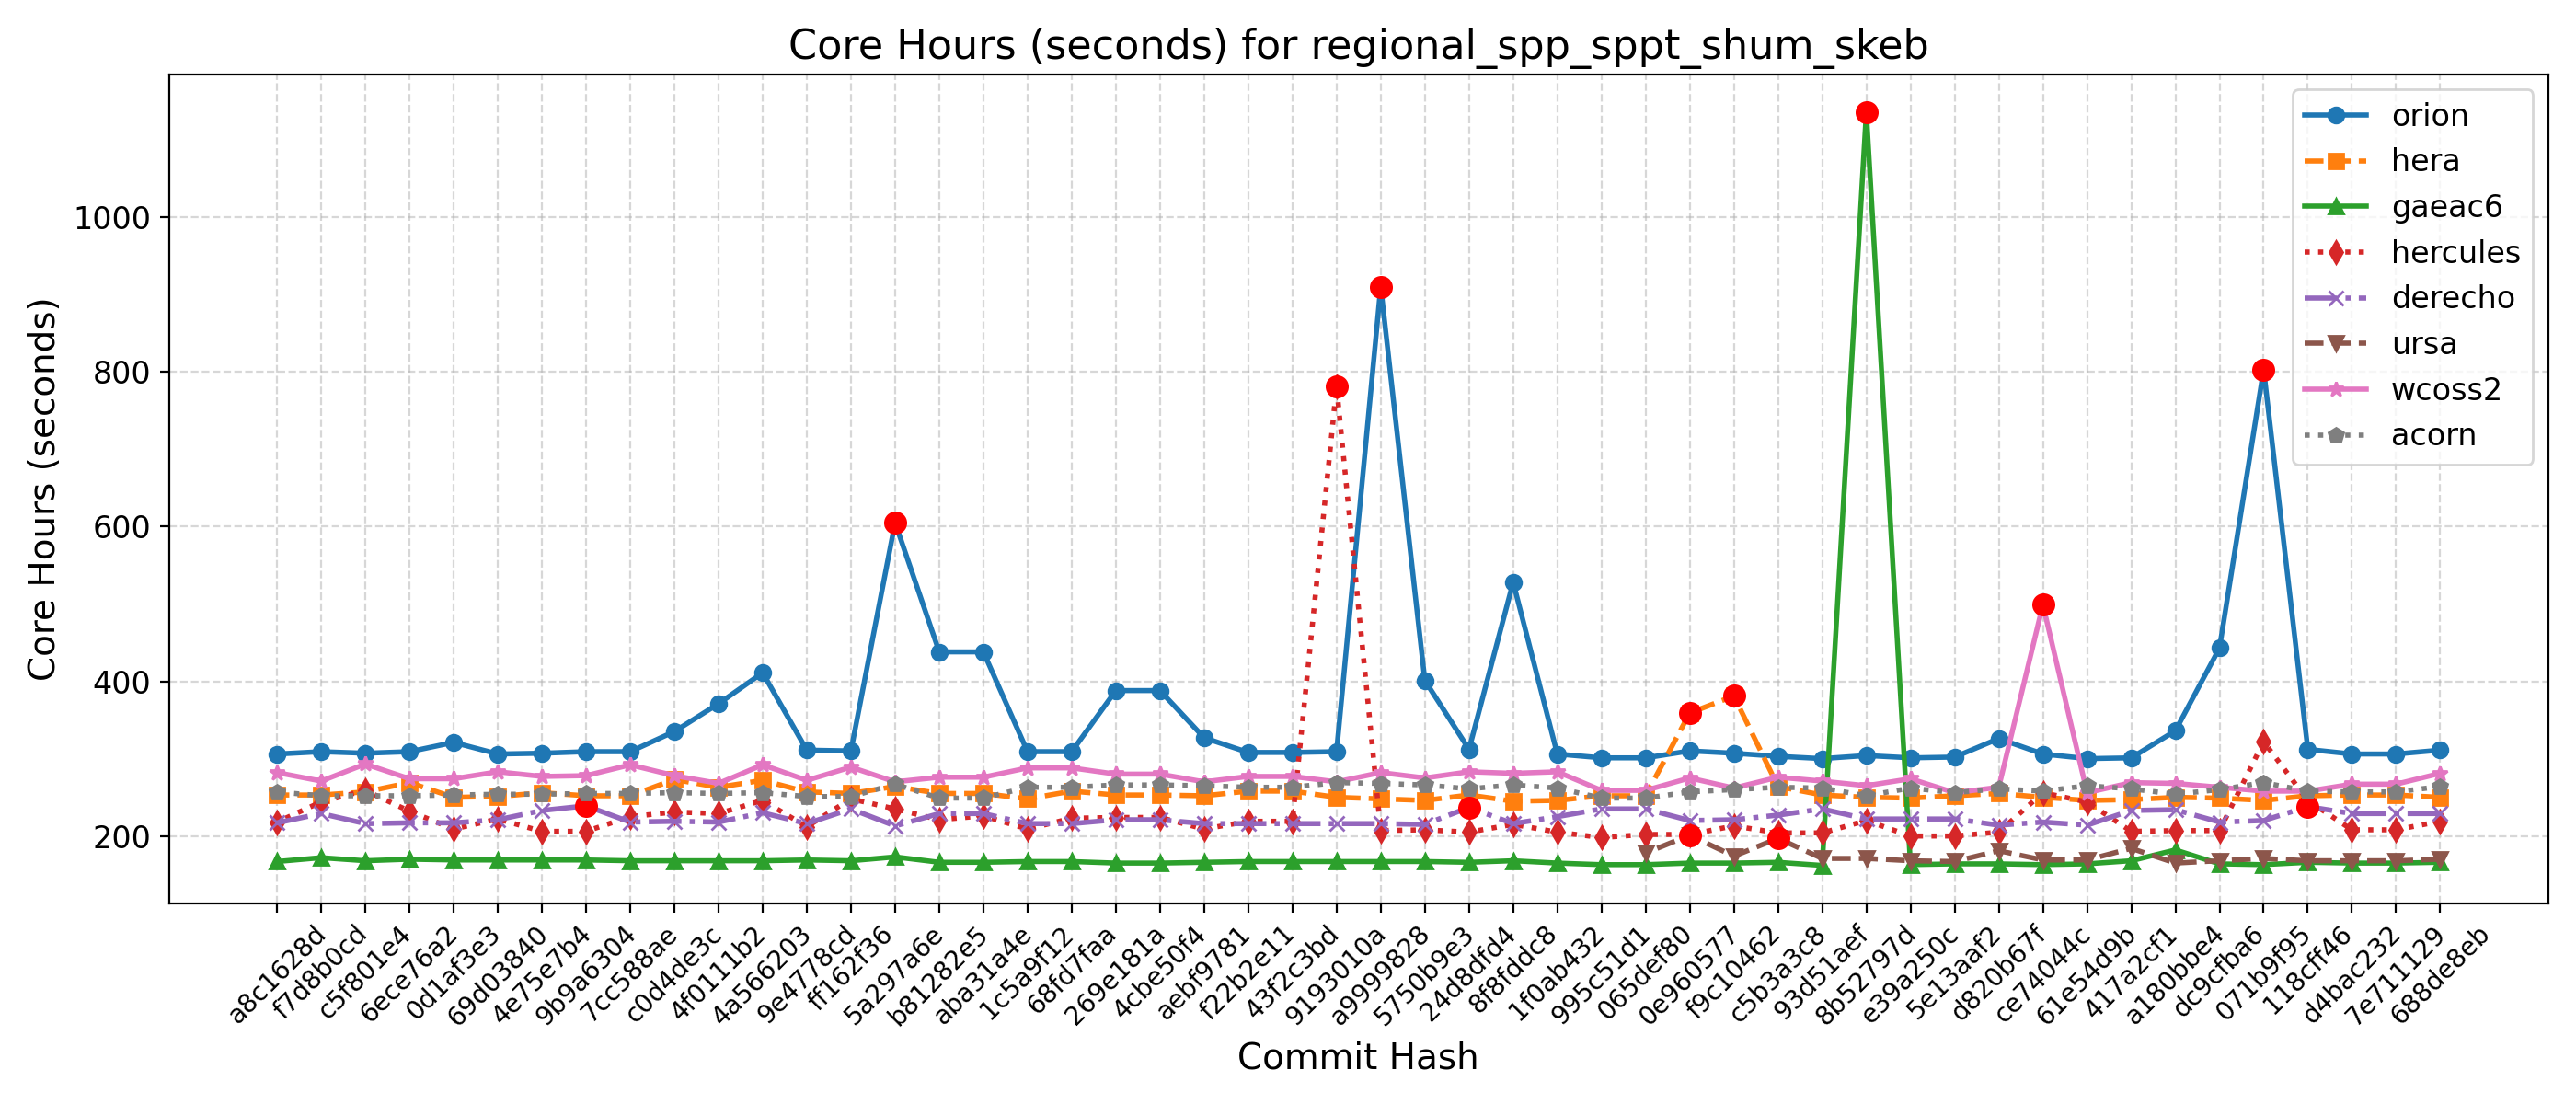 Core Hours (seconds) for regional_spp_sppt_shum_skeb
Core Hours (seconds)
1000
800
600
400
200
orion
hera
gaeac6
hercules
derecho
ursa
wcoss2
acorn
a8c1628d
f7d8b0cd
c5f801e4
6ece76a2
0d1af3e3
69d03840
4e75e7b4
9b9a6304
7cc588ae
c0d4de3c
4f0111b2
4a566203
9e4778cd
ff162f36
5a297a6e
b81282e5
aba31a4e
1c5a9f12
68fd7faa
269e181a
4cbe50f4
aebf9781
f22b2e11
43f2c3bd
9193010a
a9999828
5750b9e3
24d8dfd4
8f8fddc8
1f0ab432
995c51d1
065def80
0e960577
f9c10462
c5b3a3c8
93d51aef
8b52797d
e39a250c
5e13aaf2
d820b67f
ce74044c
61e54d9b
417a2cf1
a180bbe4
dc9cfba6
071b9f95
118cff46
d4bac232
7e711129
688de8eb
Commit Hash